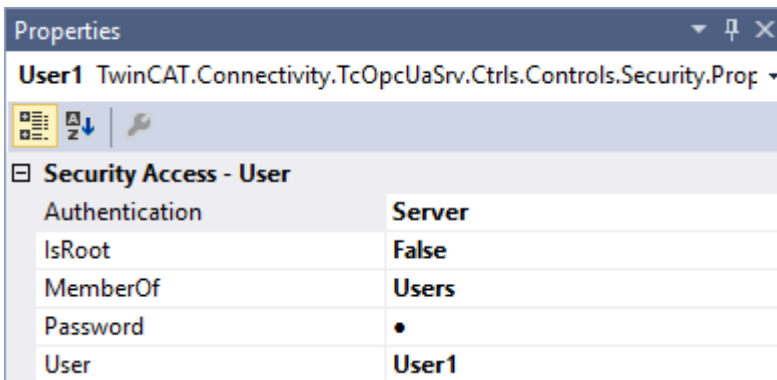 Properties
User1 TwinCAT.Connectivity.TcOpcUaSrv.Ctrls.Controls.Security.Prop
Security Access - User
Authentication Server
IsRoot False
MemberOf Users
Password ●
User User1